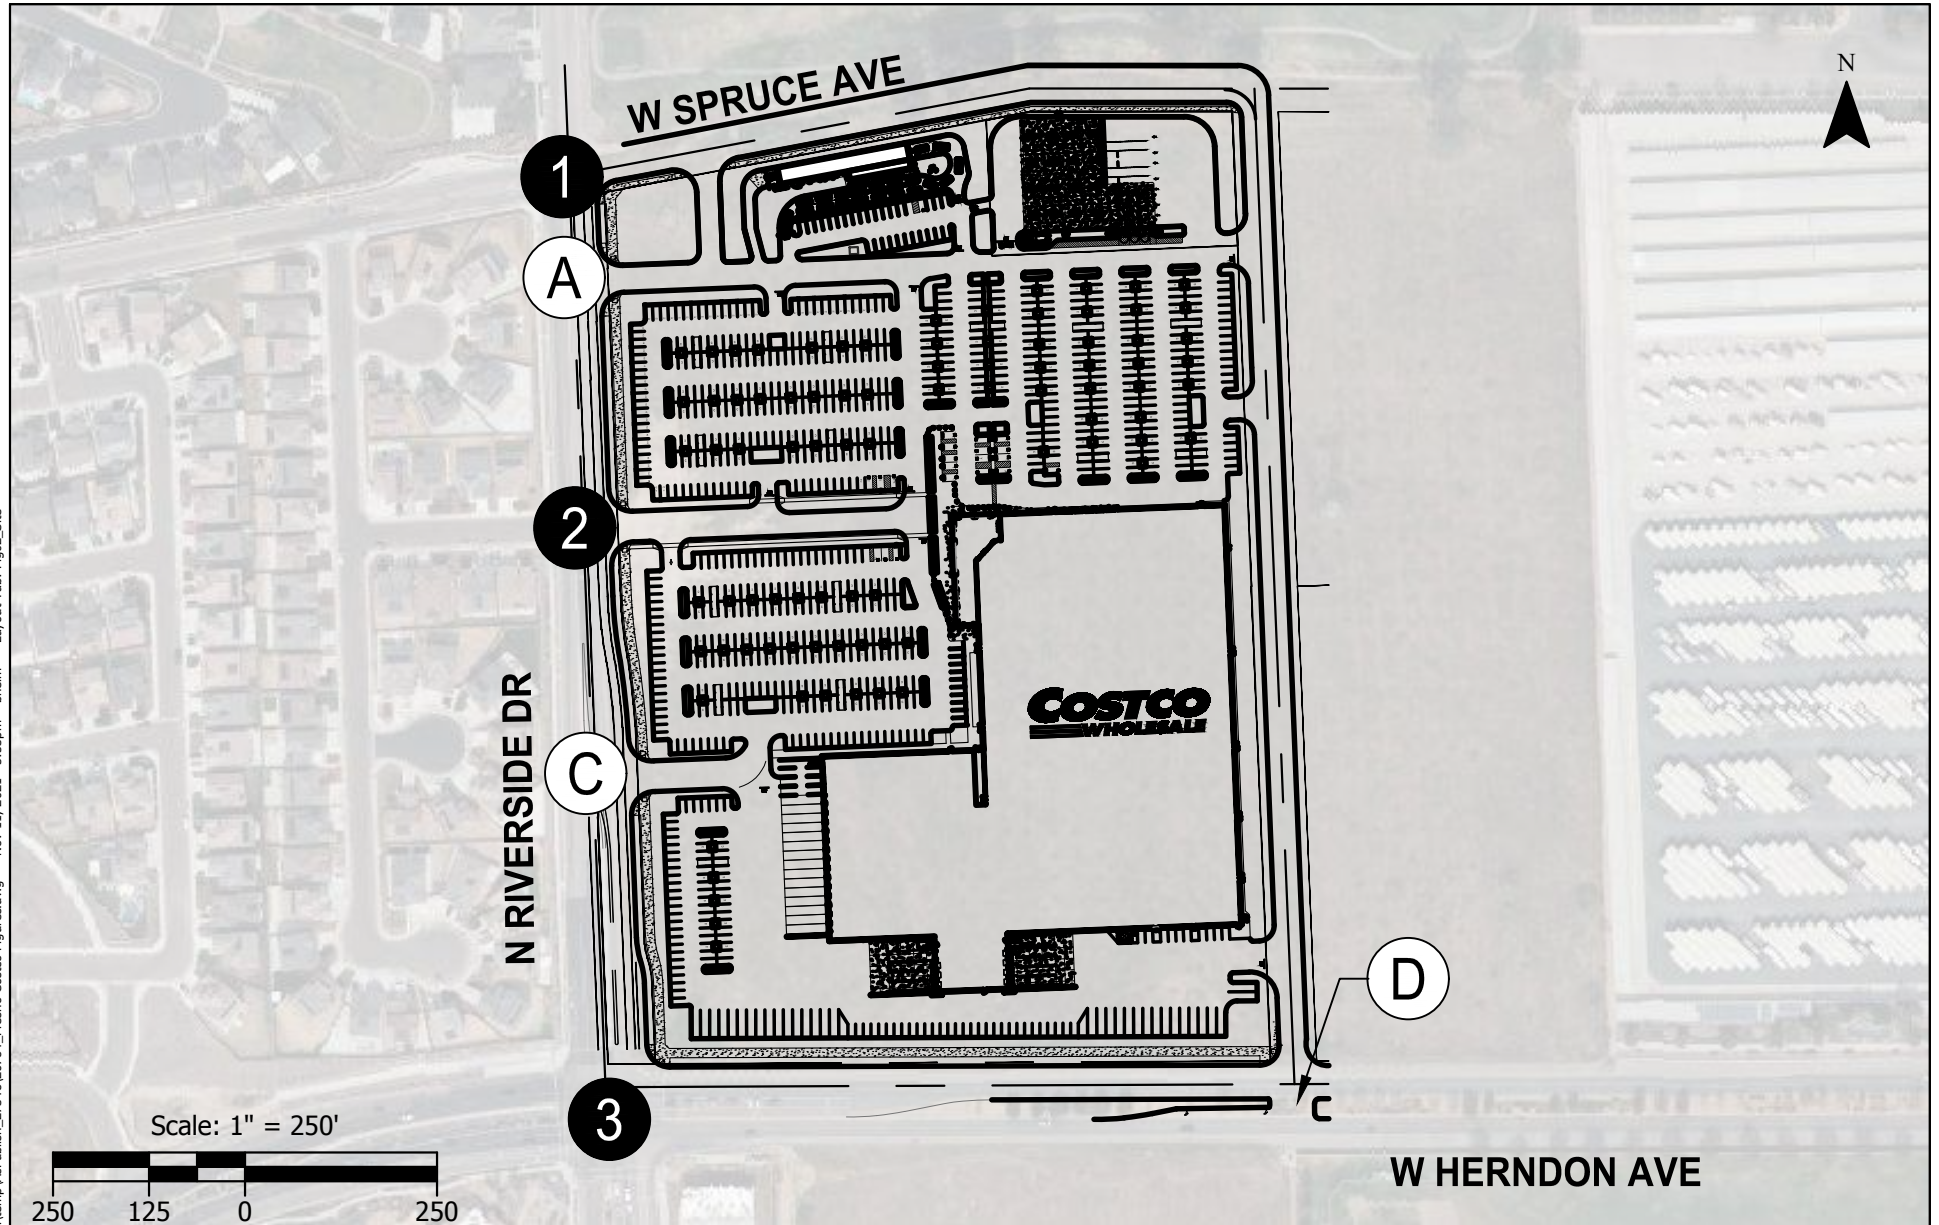 W SPRUCE AVE
N
1
A
2
N RIVERSIDE DR
COSTCO
WHOLESALE
C
D
3
Scale: 1" = 250'
250 125 0 250
W HERNDON AVE